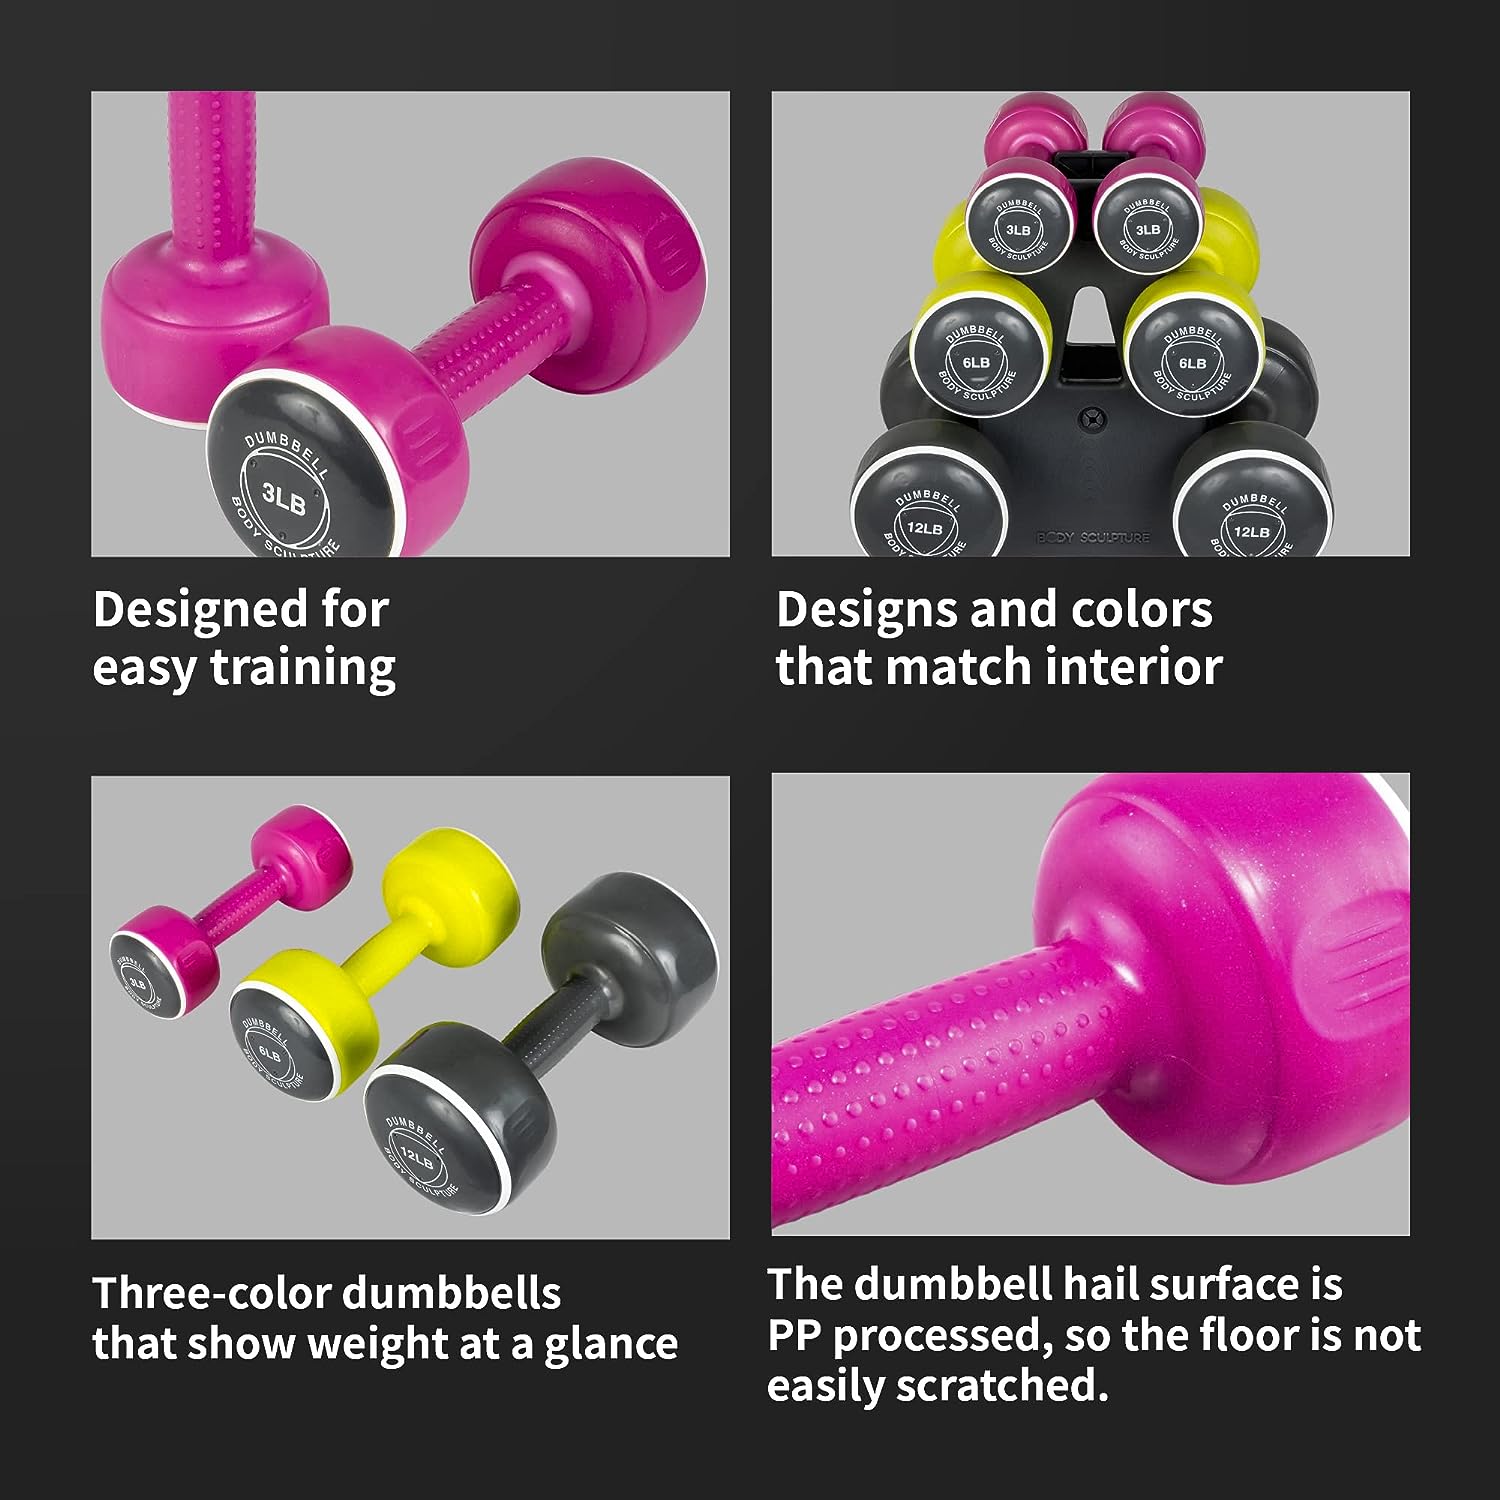 DUMBBELL
3LB
BODY SCULPTURE
Designed for
easy training
DUMBBELL
3LB
BODY SCULPTURE
DUMBBELL
3LB
BODY SCULPTURE
DUMBBELL
6LB
BODY SCULPTURE
DUMBBELL
6LB
BODY SCULPTURE
DUMBBELL
12LB
BODY SCULPTURE
BODY SCULPTURE
DUMBBELL
12LB
BODY SCULPTURE
Designs and colors
that match interior
DUMBBELL
3LB
BODY SCULPTURE
DUMBBELL
6LB
BODY SCULPTURE
DUMBBELL
12LB
BODY SCULPTURE
Three-color dumbbells
that show weight at a glance
The dumbbell hail surface is
PP processed, so the floor is not
easily scratched.